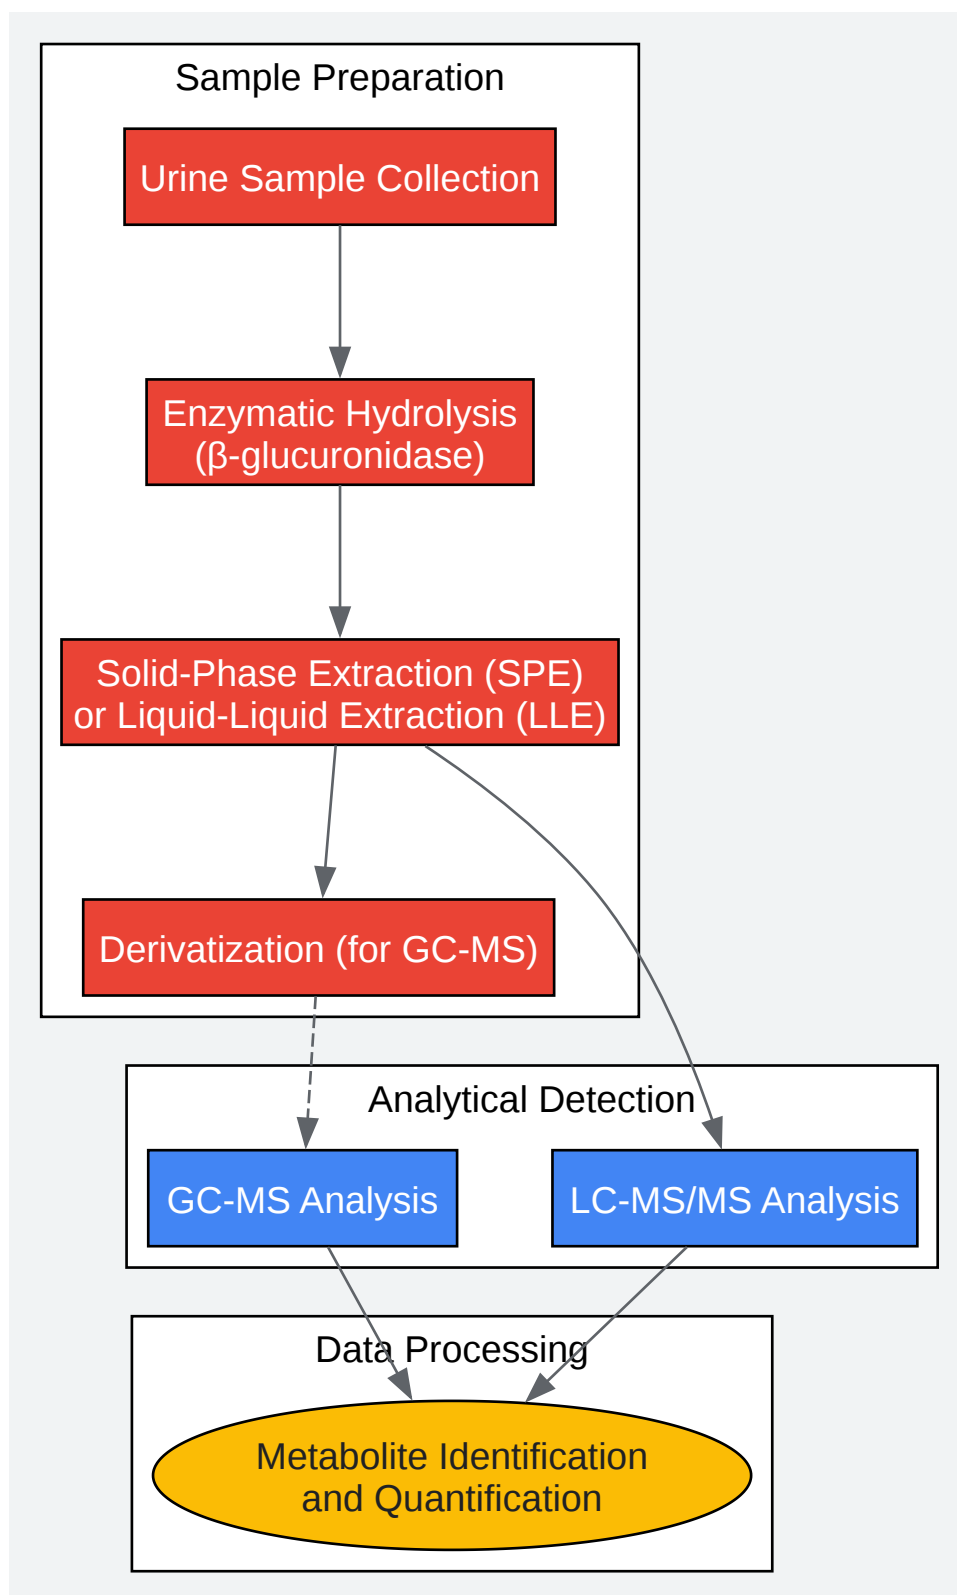 Sample Preparation
Urine Sample Collection
Enzymatic Hydrolysis
(β-glucuronidase)
Solid-Phase Extraction (SPE)
or Liquid-Liquid Extraction (LLE)
Derivatization (for GC-MS)
Analytical Detection
GC-MS Analysis
LC-MS/MS Analysis
Data Processing
Metabolite Identification
and Quantification